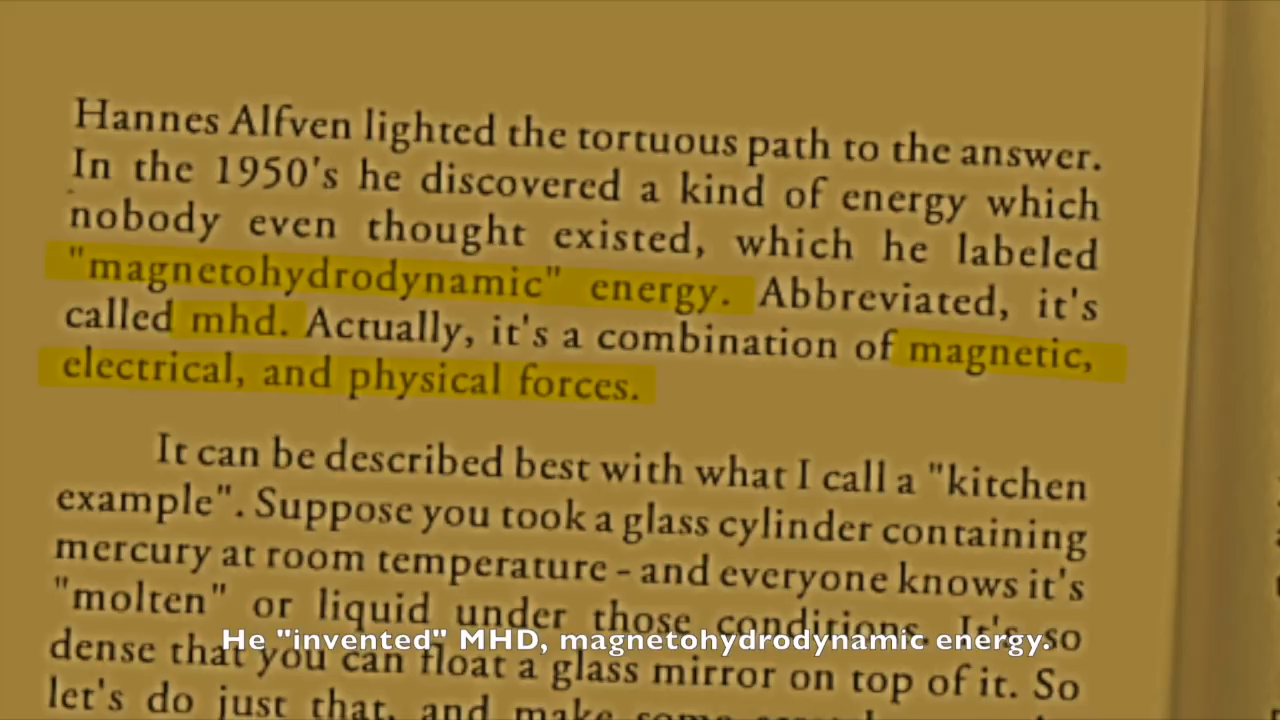 Hannes Alfven lighted the tortuous path to the answer.
In the 1950's he discovered a kind of energy which
nobody even thought existed, which he labeled
"magnetohydrodynamic" energy. Abbreviated, it's
called mhd. Actually, it's a combination of magnetic,
electrical, and physical forces.
It can be described best with what I call a "kitchen
example". Suppose you took a glass cylinder containing
mercury at room temperature - and everyone knows it's
"molten" or liquid under those conditions. It's so
He "invented" MHD, magnetohydrodynamic energy.
dense that you can float a glass mirror on top of it. So
let's do just that, and make some